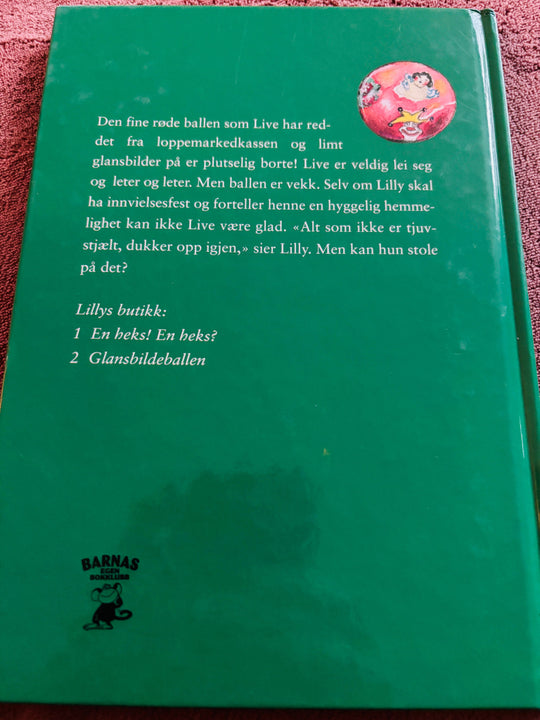 Den fine røde ballen som Live har red-
det fra loppemarkedkassen og limt
glansbilder på er plutselig borte! Live er veldig lei seg
og leter og leter. Men ballen er vekk. Selv om Lilly skal
ha innvielsesfest og forteller henne en hyggelig hemme-
lighet kan ikke Live være glad. «Alt som ikke er tjuv-
stjælt, dukker opp igjen,» sier Lilly. Men kan hun stole
på det?
Lillys butikk:
1 En heks! En heks?
2 Glansbildeballen
BARNAS
EGEN
BOKKLUBB